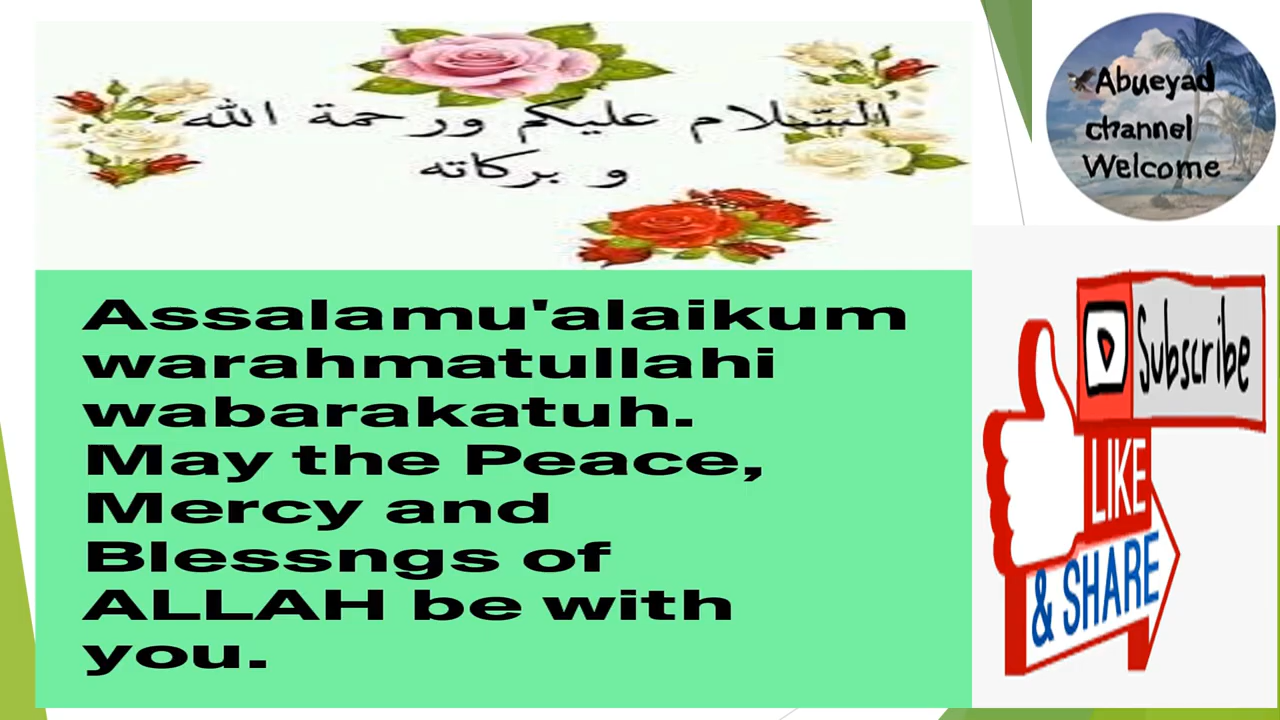 السلام عليكم ورحمة الله
و بركاته
Abueyad
channel
Welcome
Assalamu'alaikum
warahmatullahi
wabarakatuh.
May the Peace,
Mercy and
Blessngs of
ALLAH be with
you.
Subscribe
LIKE
& SHARE